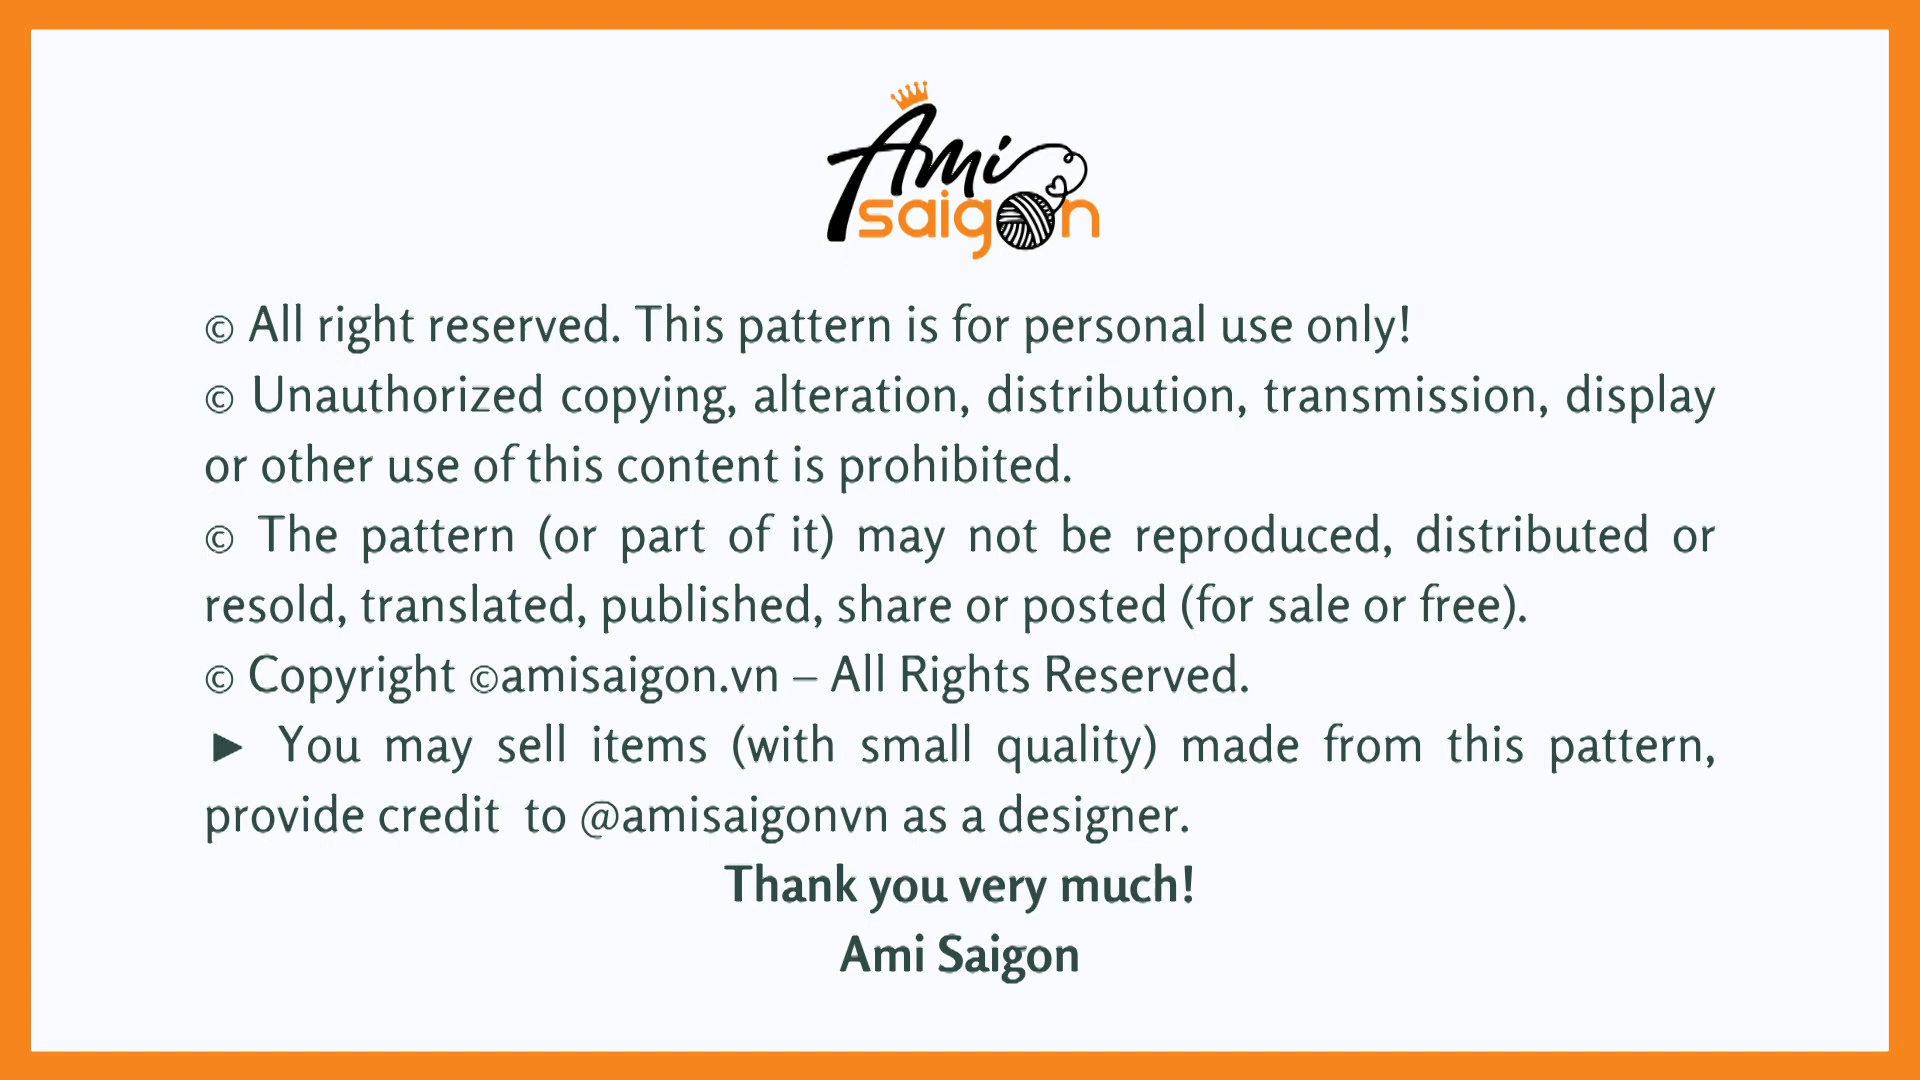 Ami
saigon
© All right reserved. This pattern is for personal use only!
© Unauthorized copying, alteration, distribution, transmission, display
or other use of this content is prohibited.
© The pattern (or part of it) may not be reproduced, distributed or
resold, translated, published, share or posted (for sale or free).
© Copyright ©amisaigon.vn – All Rights Reserved.
► You may sell items (with small quality) made from this pattern,
provide credit  to @amisaigonvn as a designer.
Thank you very much!
Ami Saigon